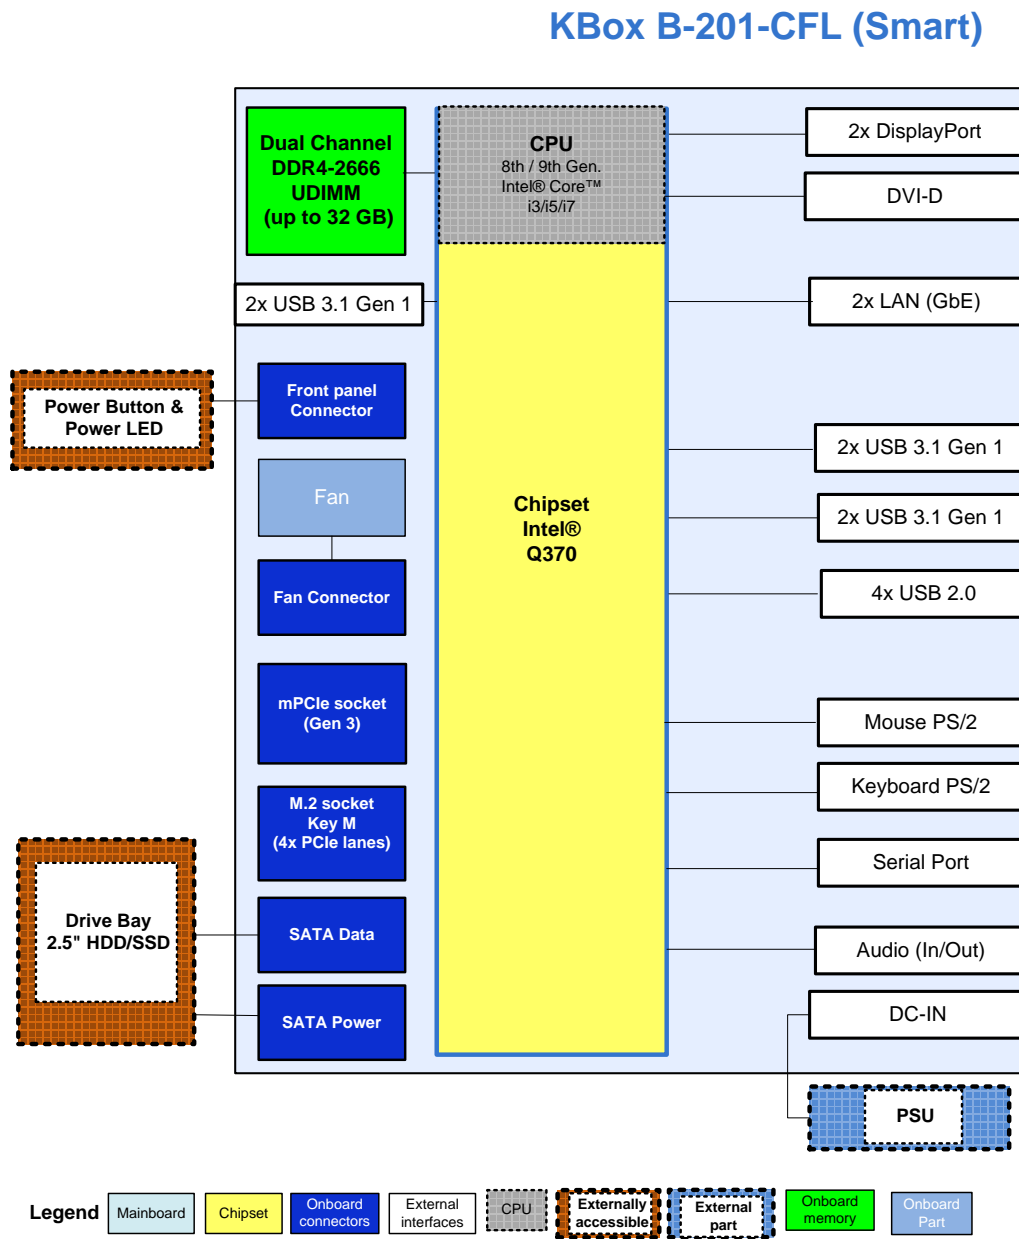 KBox B-201-CFL (Smart)
Dual Channel
DDR4-2666
UDIMM
(up to 32 GB)
CPU
8th / 9th Gen.
Intel® Core™
i3/i5/i7
2x DisplayPort
DVI-D
2x USB 3.1 Gen 1
2x LAN (GbE)
Power Button &
Power LED
Front panel
Connector
2x USB 3.1 Gen 1
Fan
Chipset
Intel®
Q370
2x USB 3.1 Gen 1
Fan Connector
4x USB 2.0
mPCIe socket
(Gen 3)
Mouse PS/2
Keyboard PS/2
M.2 socket
Key M
(4x PCIe lanes)
Serial Port
Drive Bay
2.5" HDD/SSD
SATA Data
Audio (In/Out)
SATA Power
DC-IN
PSU
Legend
Mainboard
Chipset
Onboard
connectors
External
interfaces
CPU
Externally
accessible
External
part
Onboard
memory
Onboard
Part